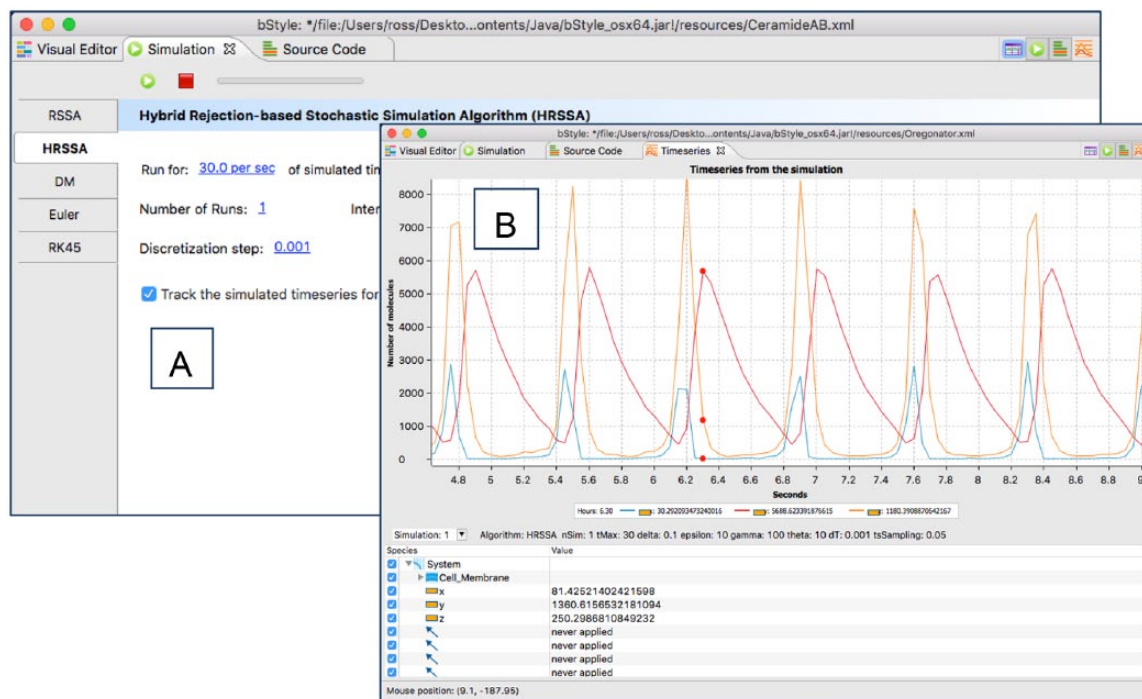 bStyle: */file:/Users/ross/Deskto...ontents/Java/bStyle_osx64.jar!/resources/CeramideAB.xml
Visual Editor Simulation Source Code
RSSA
HRSSA
DM
Euler
RK45
Hybrid Rejection-based Stochastic Simulation Algorithm (HRSSA)
Run for: 30.0 per sec of simulated tim
Number of Runs: 1 Inter
Discretization step: 0.001
Track the simulated timeseries for
A
bStyle: */file:/Users/ross/Deskto...ontents/Java/bStyle_osx64.jar!/resources/Oregonator.xml
Visual Editor Simulation Source Code Timeseries
Timeseries from the simulation
B
Number of molecules
8000
7000
6000
5000
4000
3000
2000
1000
0
4.8 5 5.2 5.4 5.6 5.8 6 6.2 6.4 6.6 6.8 7 7.2 7.4 7.6 7.8 8 8.2 8.4 8.6 8.8 9
Seconds
Hours: 6.30 : 30.292093473240016 : 5688.623391876615 : 1180.3908870642167
Simulation: 1 Algorithm: HRSSA nSim: 1 tMax: 30 delta: 0.1 epsilon: 10 gamma: 100 theta: 10 dT: 0.001 tsSampling: 0.05
Species Value
System
Cell_Membrane
x 81.42521402421598
y 1360.6156532181094
z 250.2986810849232
never applied
never applied
never applied
never applied
Mouse position: (9.1, -187.95)